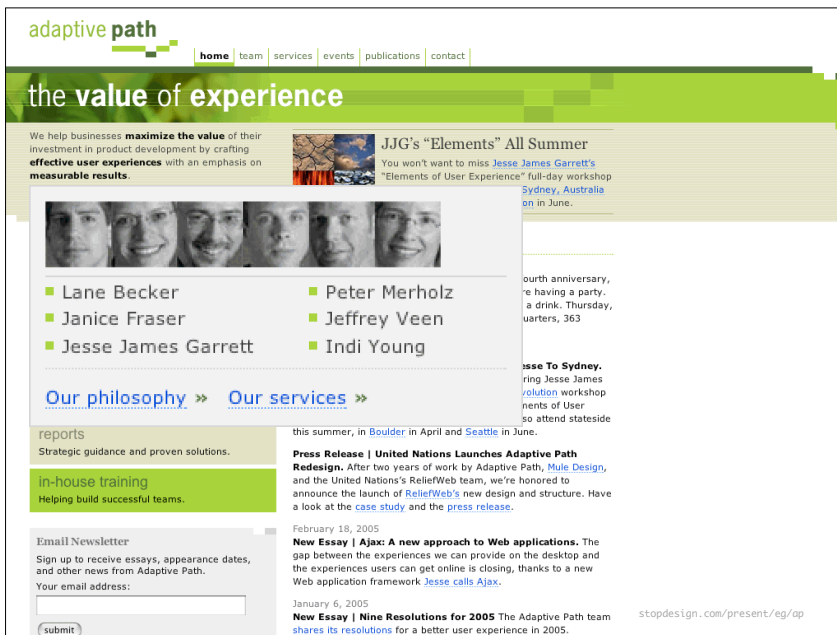 adaptive path
home team services events publications contact
the value of experience
We help businesses maximize the value of their
investment in product development by crafting
effective user experiences with an emphasis on
measurable results.
JJG's “Elements” All Summer
You won't want to miss Jesse James Garrett's
“Elements of User Experience” full-day workshop
Sydney, Australia
on in June.
Lane Becker
Janice Fraser
Jesse James Garrett
Peter Merholz
Jeffrey Veen
Indi Young
Our philosophy » Our services »
ourth anniversary,
re having a party.
a drink. Thursday,
uarters, 363
esse To Sydney.
ring Jesse James
volution workshop
ments of User
so attend stateside
this summer, in Boulder in April and Seattle in June.
reports
Strategic guidance and proven solutions.
in-house training
Helping build successful teams.
Email Newsletter
Sign up to receive essays, appearance dates,
and other news from Adaptive Path.
Your email address:
submit
Press Release | United Nations Launches Adaptive Path
Redesign. After two years of work by Adaptive Path, Mule Design,
and the United Nations's ReliefWeb team, we're honored to
announce the launch of ReliefWeb's new design and structure. Have
a look at the case study and the press release.
February 18, 2005
New Essay | Ajax: A new approach to Web applications. The
gap between the experiences we can provide on the desktop and
the experiences users can get online is closing, thanks to a new
Web application framework Jesse calls Ajax.
January 6, 2005
New Essay | Nine Resolutions for 2005 The Adaptive Path team
shares its resolutions for a better user experience in 2005.
stopdesign.com/present/eg/ap